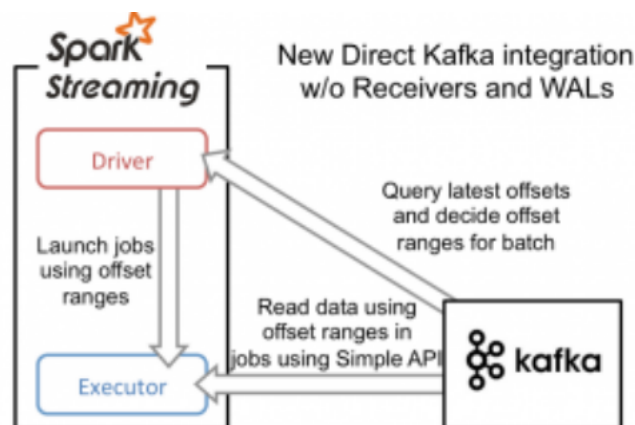 Spark
Streaming
New Direct Kafka integration
w/o Receivers and WALs
Driver
Query latest offsets
and decide offset
ranges for batch
Launch jobs
using offset
ranges
Read data using
offset ranges in
jobs using Simple API
kafka
Executor